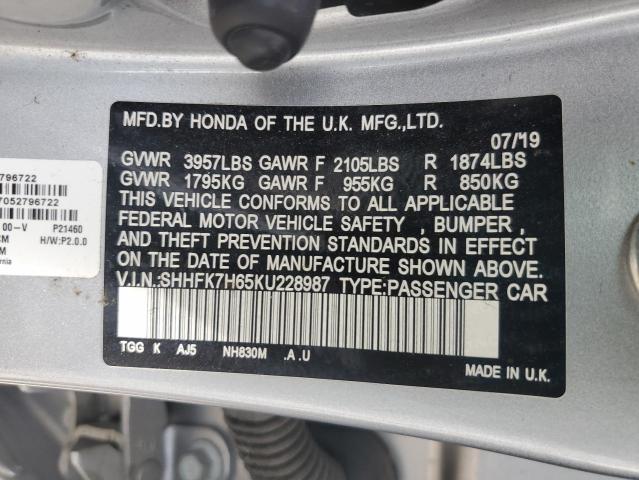 MFD.BY HONDA OF THE U.K. MFG.,LTD.
07/19
GVWR 3957LBS GAWR F 2105LBS R 1874LBS
GVWR 1795KG GAWR F 955KG R 850KG
THIS VEHICLE CONFORMS TO ALL APPLICABLE
FEDERAL MOTOR VEHICLE SAFETY , BUMPER ,
AND THEFT PREVENTION STANDARDS IN EFFECT
ON DATE OF MANUFACTURE SHOWN ABOVE.
V.I.N.:SHHFK7H65KU228987 TYPE:PASSENGER CAR
TGG K AJ5 NH830M .A .U
MADE IN U.K.
796722
7052796722
00-V P21460
CM H/W:P2.0.0
M
ornia